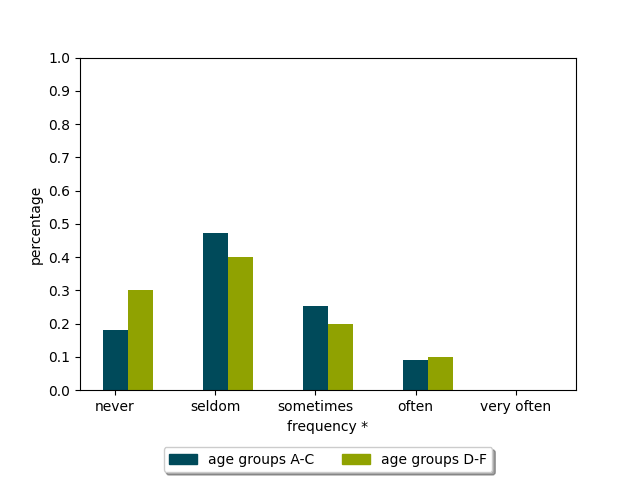 1.0
0.9
0.8
0.7
0.6
0.5
0.4
0.3
0.2
0.1
0.0
percentage
never seldom sometimes often very often
frequency *
age groups A-C age groups D-F